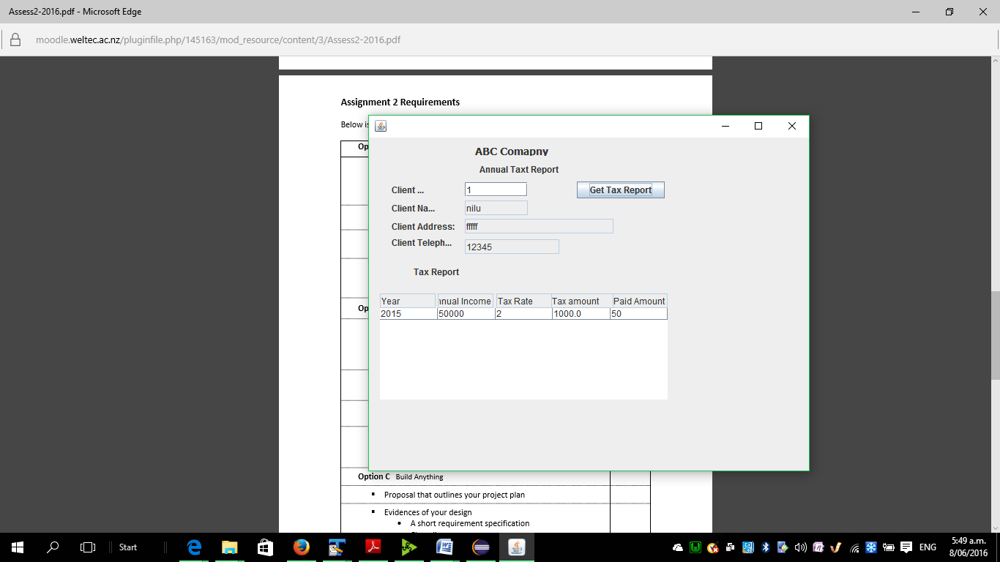 Assess2-2016.pdf - Microsoft Edge
moodle.weltec.ac.nz/pluginfile.php/145163/mod_resource/content/3/Assess2-2016.pdf
Assignment 2 Requirements
Below is
Op
ABC Comapny
Annual Taxt Report
Client ... 1 Get Tax Report
Client Na... nilu
Client Address: fffff
Client Teleph... 12345
Tax Report
Year nnual Income Tax Rate Tax amount Paid Amount
2015 50000 2 1000.0 50
Op
Option C Build Anything
▪ Proposal that outlines your project plan
▪ Evidences of your design
• A short requirement specification
Start
ENG
5:49 a.m.
8/06/2016